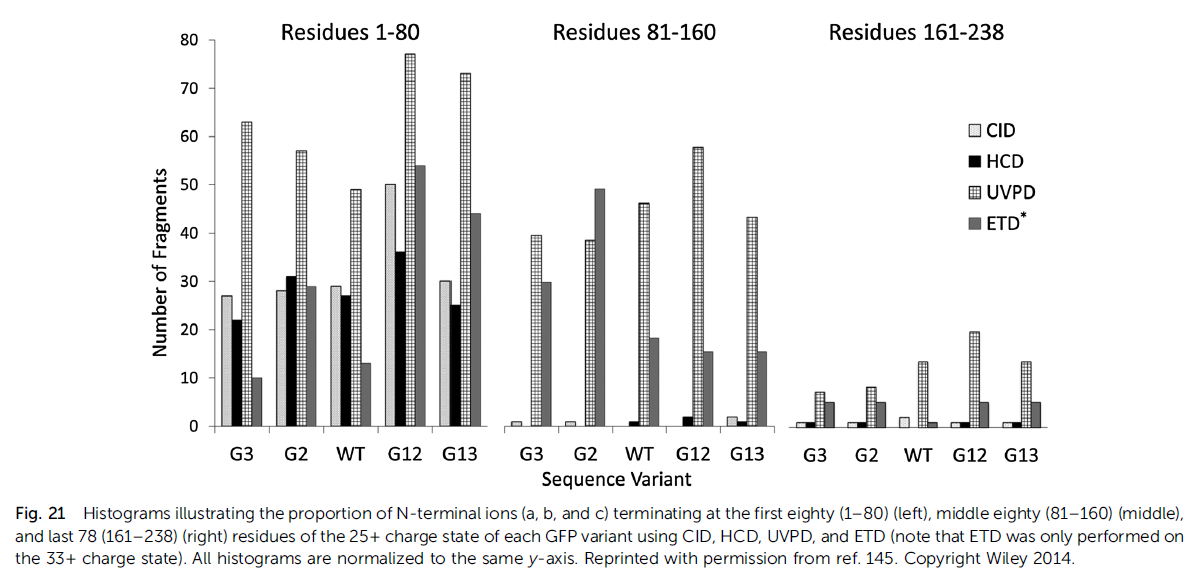 Residues 1-80
Residues 81-160
Residues 161-238
80
70
60
50
40
30
20
10
0
Number of Fragments
CID
HCD
UVPD
ETD*
G3 G2 WT G12 G13
G3 G2 WT G12 G13
G3 G2 WT G12 G13
Sequence Variant
Fig. 21 Histograms illustrating the proportion of N-terminal ions (a, b, and c) terminating at the first eighty (1–80) (left), middle eighty (81–160) (middle),
and last 78 (161–238) (right) residues of the 25+ charge state of each GFP variant using CID, HCD, UVPD, and ETD (note that ETD was only performed on
the 33+ charge state). All histograms are normalized to the same y-axis. Reprinted with permission from ref. 145. Copyright Wiley 2014.